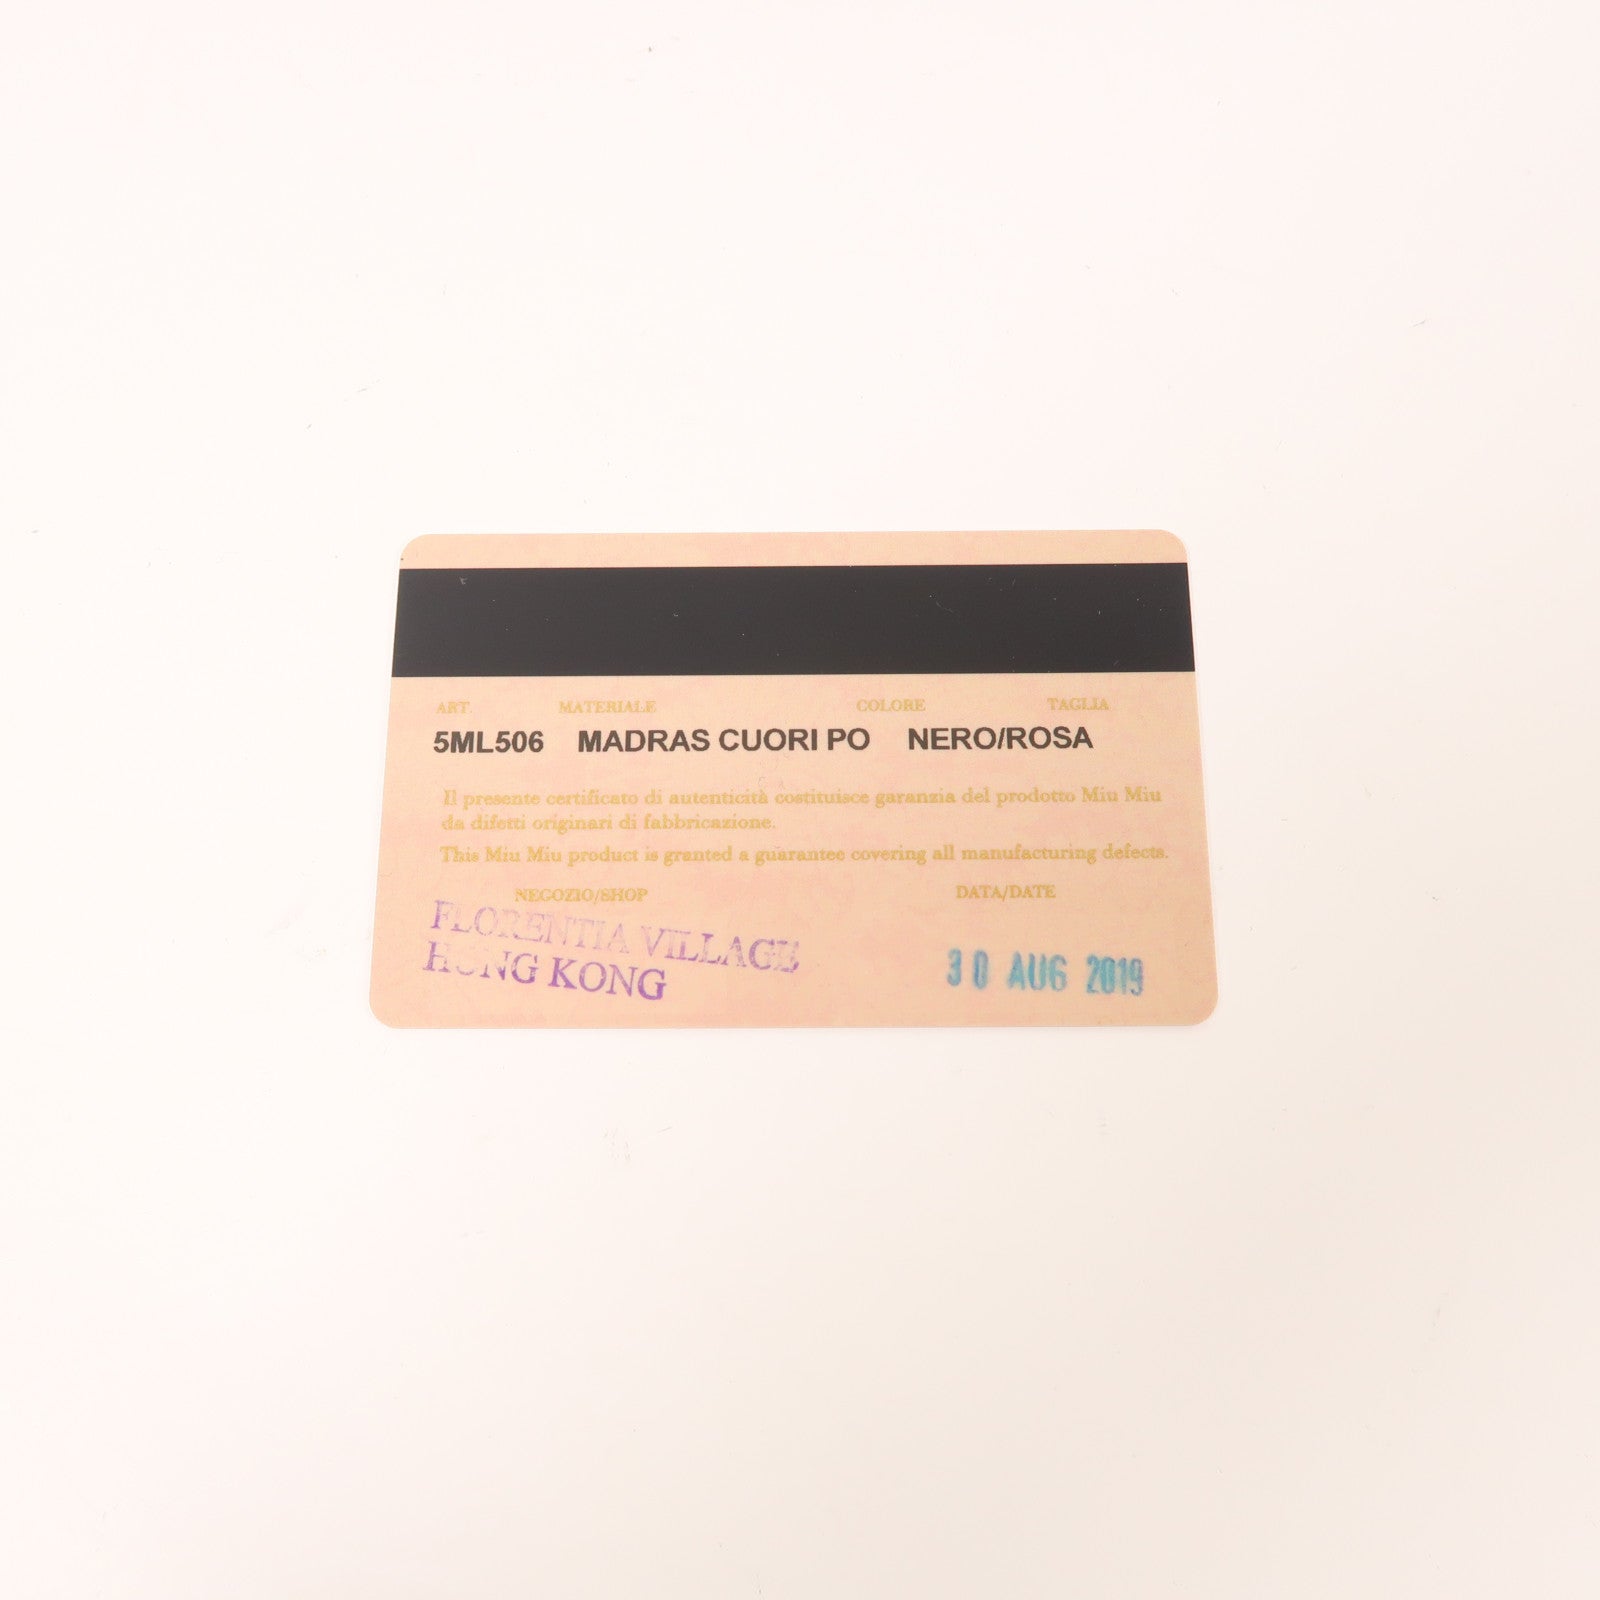 ART. MATERIALE COLORE TAGLIA
5ML506 MADRAS CUORI PO NERO/ROSA
Il presente certificato di autenticità costituisce garanzia del prodotto Miu Miu
da difetti originari di fabbricazione.
This Miu Miu product is granted a guarantee covering all manufacturing defects.
NEGOZIO/SHOP DATA/DATE
FLORENTIA VILLAGE
HONG KONG 30 AUG 2019